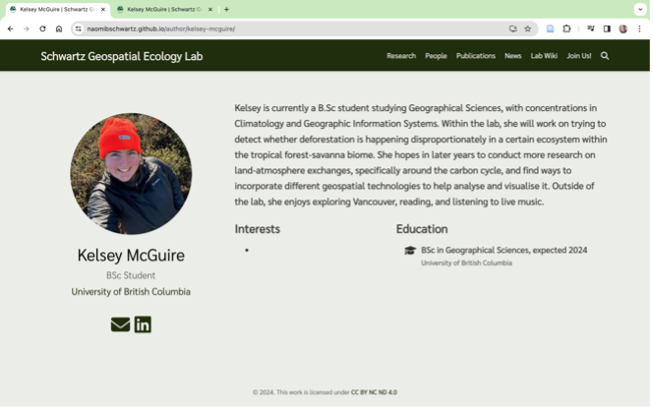 Kelsey McGuire | Schwartz G
Kelsey McGuire | Schwartz G
naomibschwartz.github.io/author/kelsey-mcguire/
Schwartz Geospatial Ecology Lab
Research People Publications News Lab Wiki Join Us!
Kelsey is currently a B.Sc student studying Geographical Sciences, with concentrations in
Climatology and Geographic Information Systems. Within the lab, she will work on trying to
detect whether deforestation is happening disproportionately in a certain ecosystem within
the tropical forest-savanna biome. She hopes in later years to conduct more research on
land-atmosphere exchanges, specifically around the carbon cycle, and find ways to
incorporate different geospatial technologies to help analyse and visualise it. Outside of
the lab, she enjoys exploring Vancouver, reading, and listening to live music.
Kelsey McGuire
BSc Student
University of British Columbia
Interests
Education
BSc in Geographical Sciences, expected 2024
University of British Columbia
© 2024. This work is licensed under CC BY NC ND 4.0